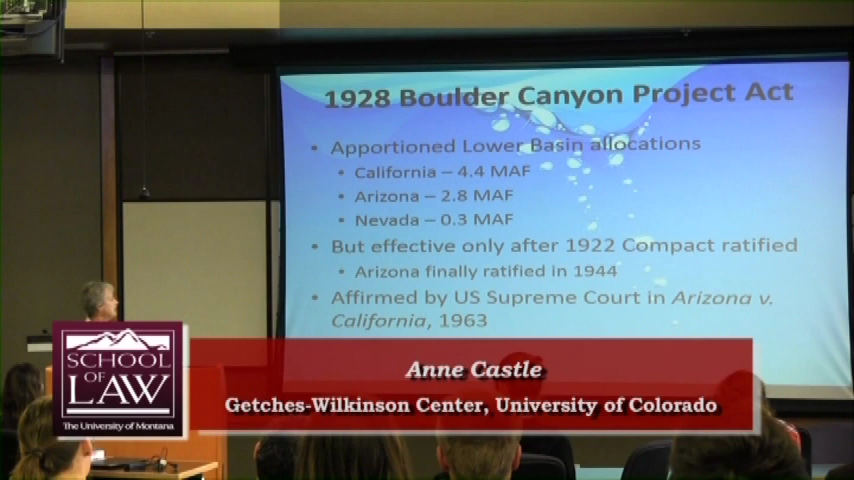 1928 Boulder Canyon Project Act
• Apportioned Lower Basin allocations
• California – 4.4 MAF
• Arizona – 2.8 MAF
• Nevada – 0.3 MAF
• But effective only after 1922 Compact ratified
• Arizona finally ratified in 1944
• Affirmed by US Supreme Court in Arizona v.
California, 1963
SCHOOL
OF
LAW
The University of Montana
Anne Castle
Getches-Wilkinson Center, University of Colorado